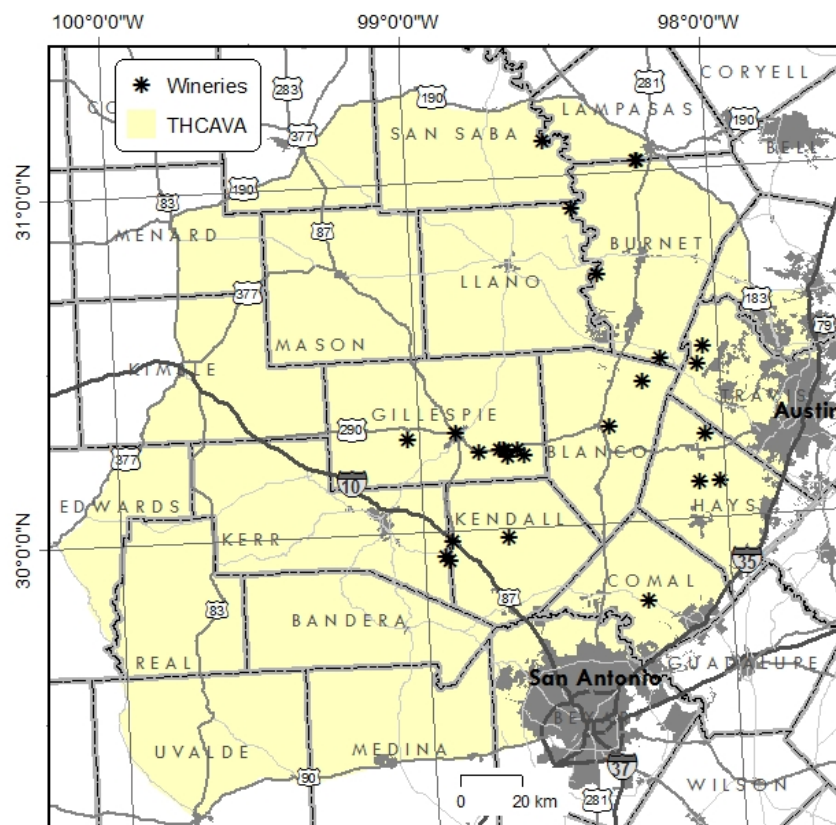 100°0'0"W 99°0'0"W 98°0'0"W
Wineries
THCAVA
283
281
CORYELL
190
LAMPASAS
190
377
SAN SABA
BELL
31°0'0"N
190
83
87
MENARD
BURNET
LLANO
377
183
79
MASON
KIMBLE
TRAVIS
Austin
GILLESPIE
290
BLANCO
377
10
EDWARDS
KENDALL
HAYS
30°0'0"N
KERR
35
COMAL
87
83
BANDERA
REAL
GUADALUPE
San Antonio
UVALDE
MEDINA
37
90
WILSON
0 20 km
281